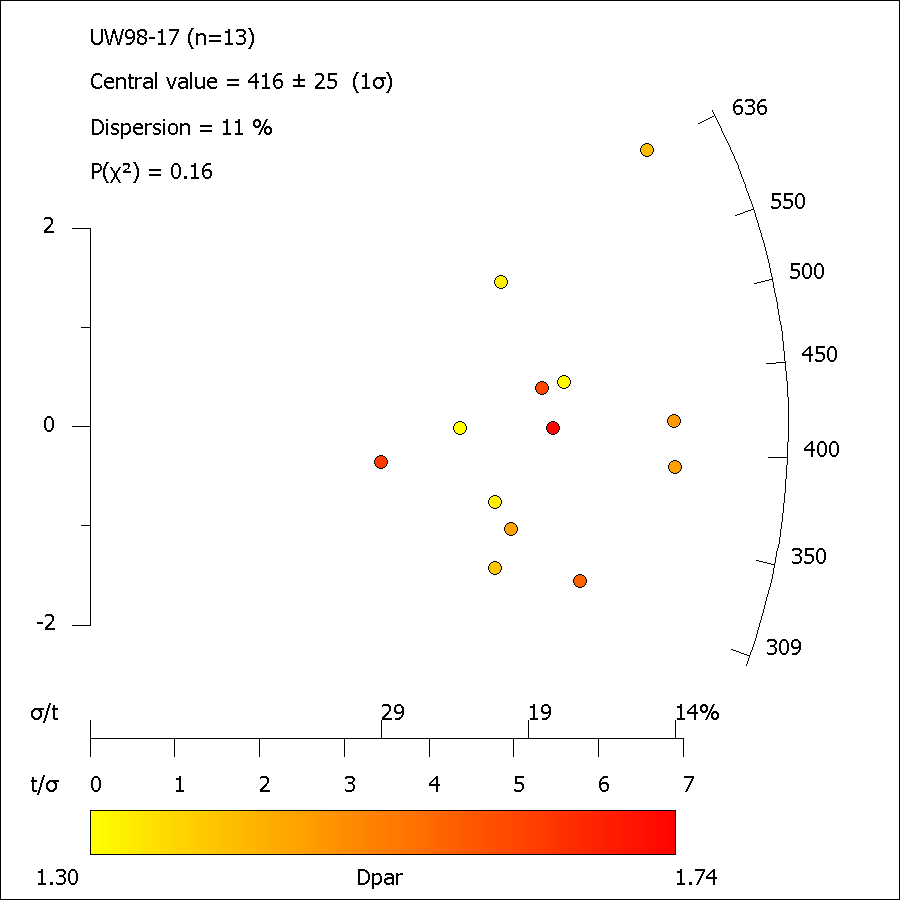 UW98-17 (n=13)
Central value = 416 ± 25 (1σ)
Dispersion = 11 %
P(χ²) = 0.16
636
550
500
450
400
350
309
2
0
-2
σ/t
29
19
14%
t/σ
0 1 2 3 4 5 6 7
1.30
Dpar
1.74